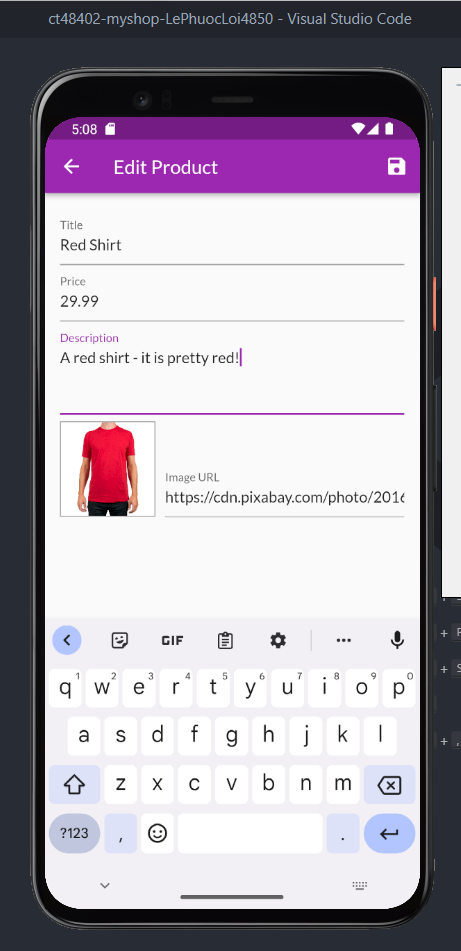 ct48402-myshop-LePhuocLoi4850 - Visual Studio Code
5:08
Edit Product
Title
Red Shirt
Price
29.99
Description
A red shirt - it is pretty red!
Image URL
https://cdn.pixabay.com/photo/2016
GIF
q1 w2 e3 r4 t5 y6 u7 i8 o9 p0
a s d f g h j k l
z x c v b n m
?123 , .